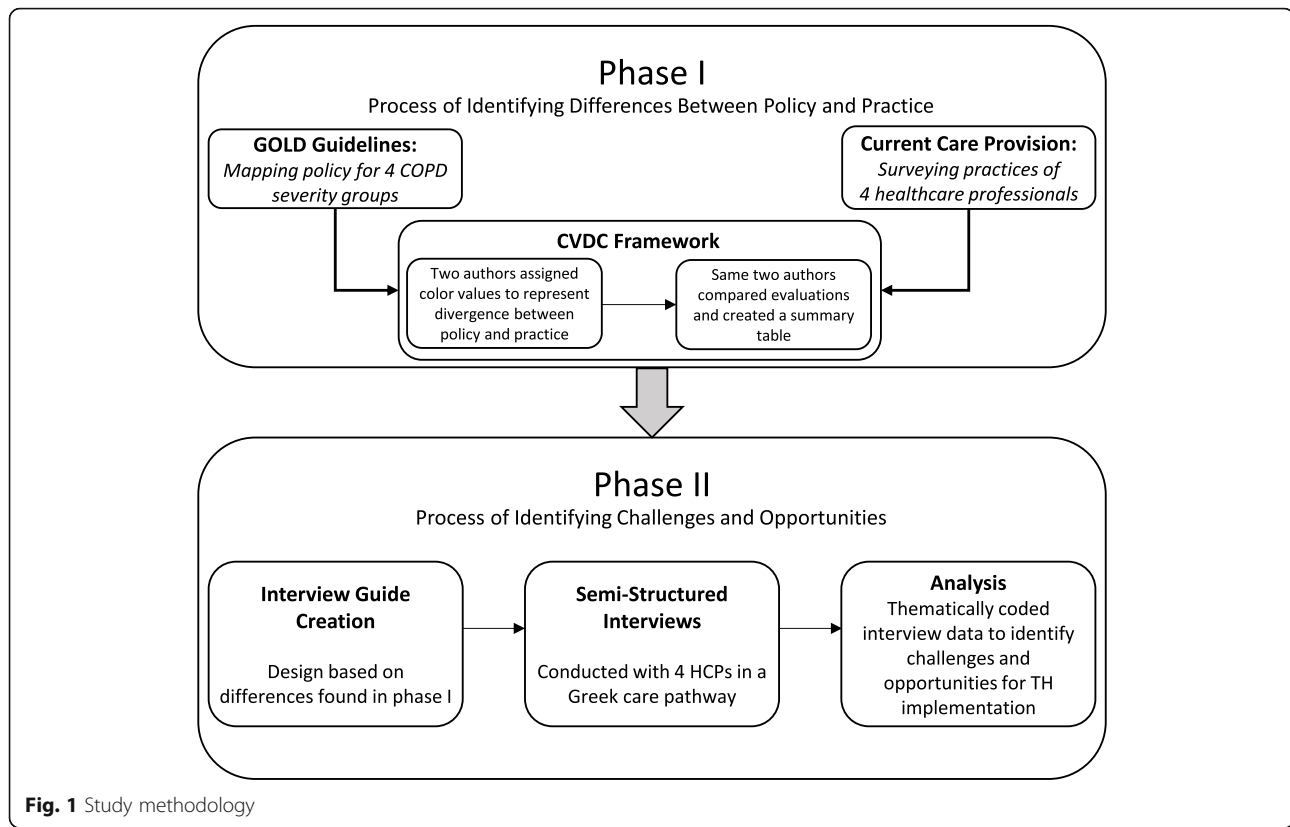 Phase I
Process of Identifying Differences Between Policy and Practice
GOLD Guidelines:
Mapping policy for 4 COPD
severity groups
Current Care Provision:
Surveying practices of
4 healthcare professionals
CVDC Framework
Two authors assigned
color values to represent
divergence between
policy and practice
Same two authors
compared evaluations
and created a summary
table
Phase II
Process of Identifying Challenges and Opportunities
Interview Guide
Creation
Design based on
differences found in phase I
Semi-Structured
Interviews
Conducted with 4 HCPs in a
Greek care pathway
Analysis
Thematically coded
interview data to identify
challenges and
opportunities for TH
implementation
Fig. 1 Study methodology